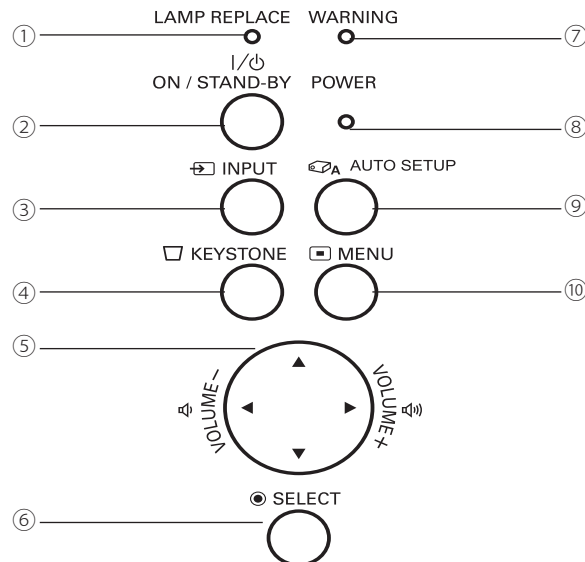 LAMP REPLACE WARNING
① ⑦
ON / STAND-BY POWER
② ⑧
INPUT A AUTO SETUP
③ ⑨
KEYSTONE MENU
④ ⑩
⑤
VOLUME − VOLUME +
SELECT
⑥